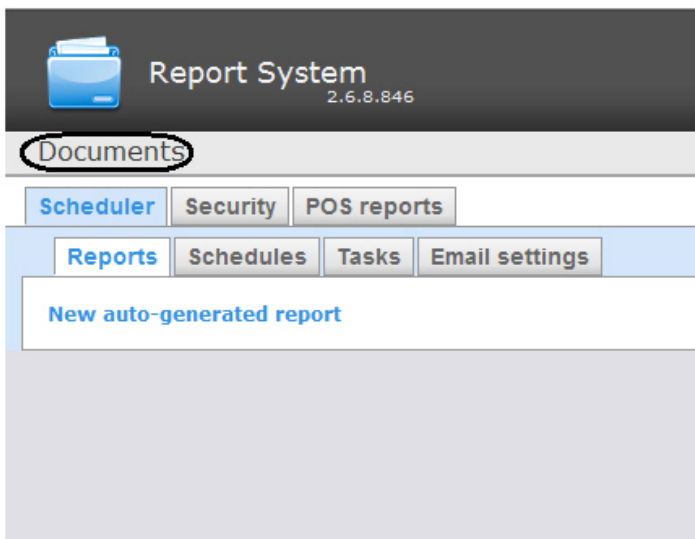 Report System
2.6.8.846
Documents
Scheduler Security POS reports
Reports Schedules Tasks Email settings
New auto-generated report